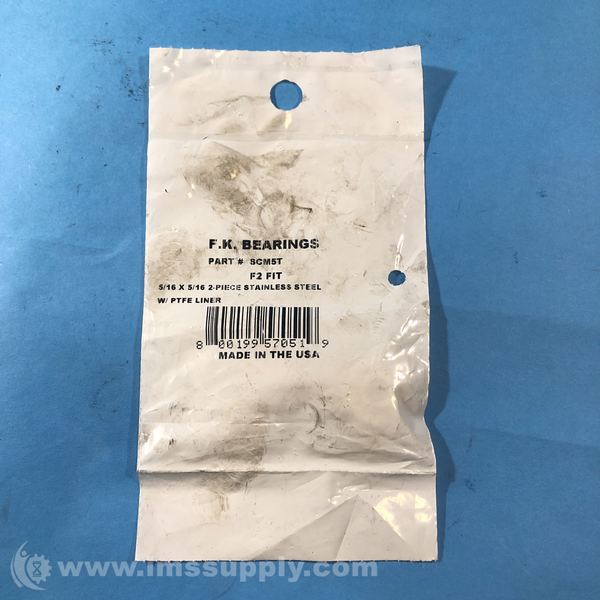 F.K. BEARINGS
PART # SCM5T
F2 FIT
5/16 X 5/16 2-PIECE STAINLESS STEEL
W/ PTFE LINER
8 00199 57051 9
MADE IN THE USA
www.imssupply.com